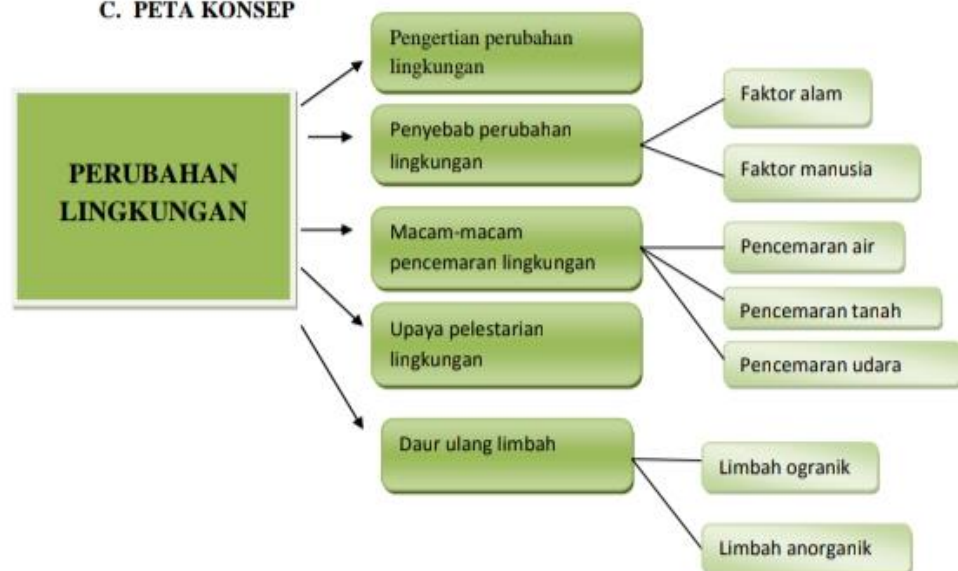 C. PETA KONSEP
PERUBAHAN
LINGKUNGAN
Pengertian perubahan
lingkungan
Penyebab perubahan
lingkungan
Faktor alam
Faktor manusia
Macam-macam
pencemaran lingkungan
Pencemaran air
Pencemaran tanah
Pencemaran udara
Upaya pelestarian
lingkungan
Daur ulang limbah
Limbah ogranik
Limbah anorganik